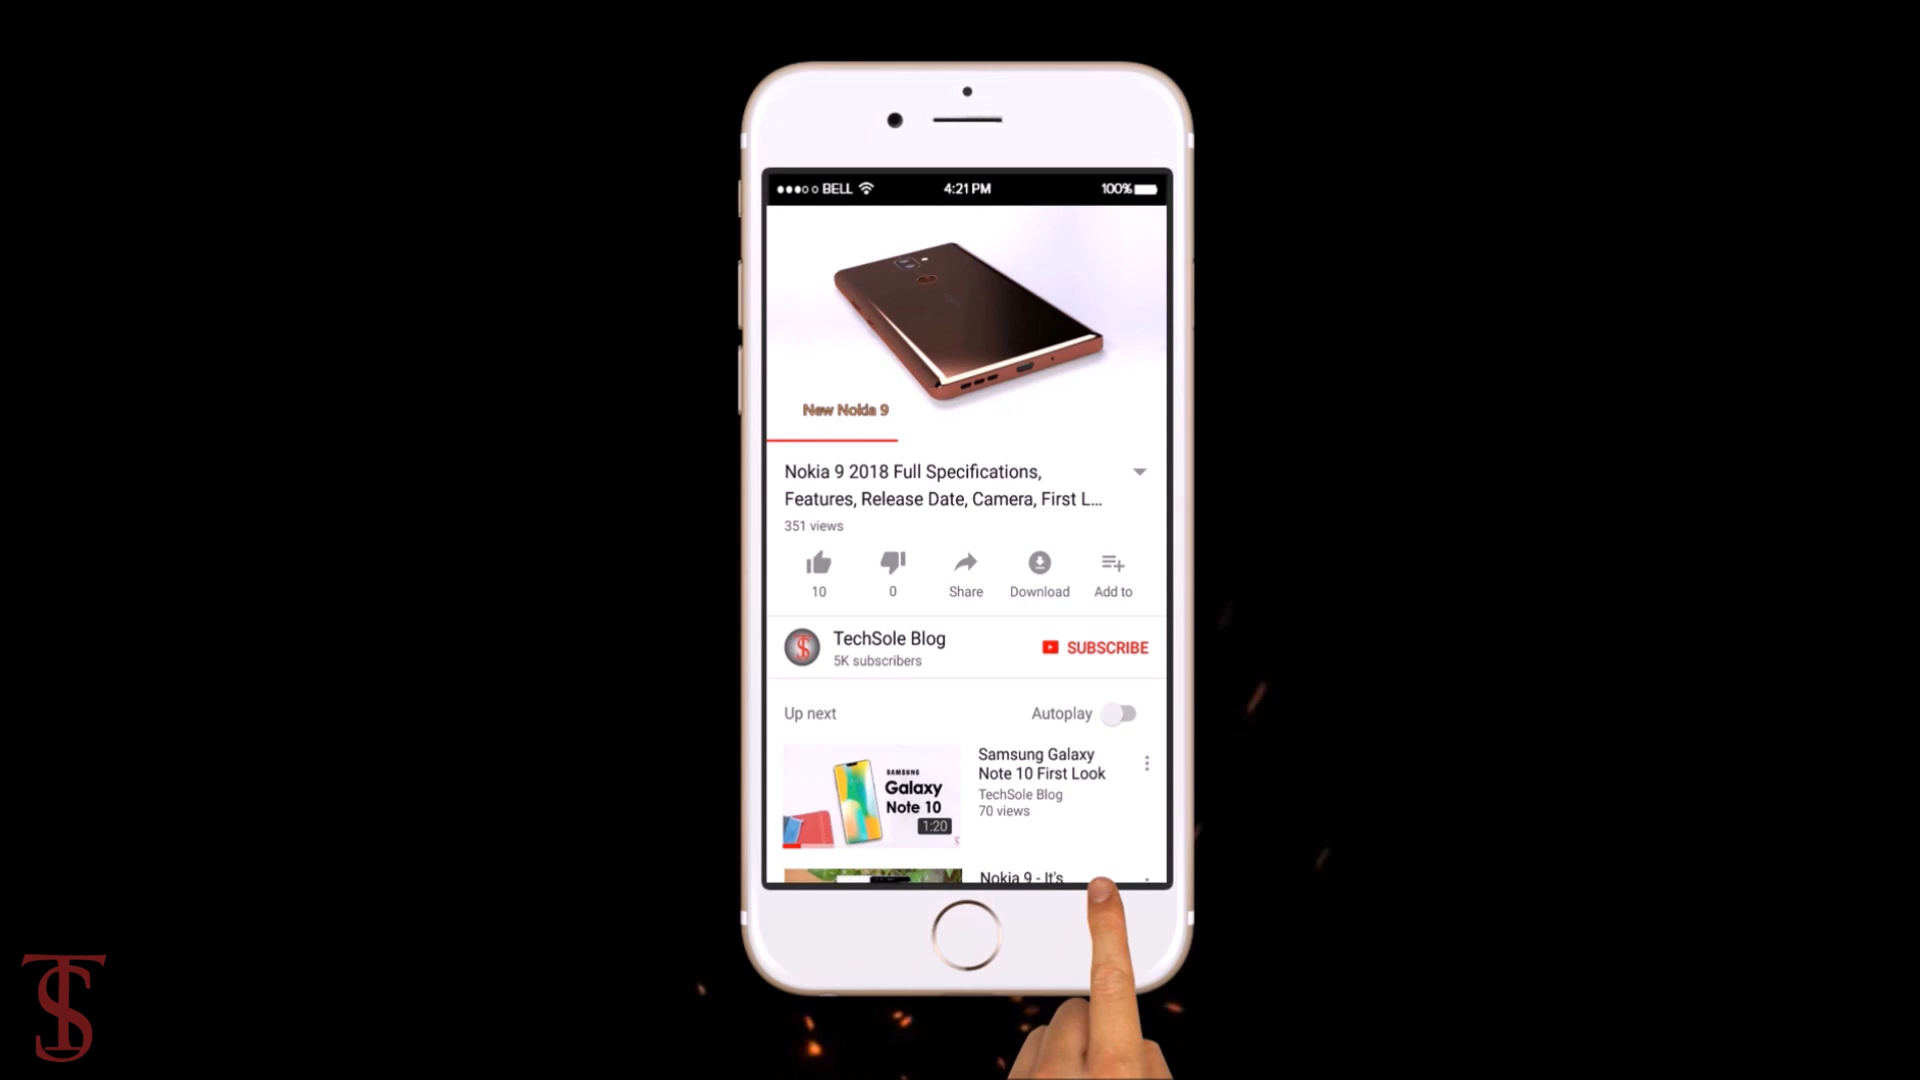 BELL 4:21 PM 100%
New Nokia 9
Nokia 9 2018 Full Specifications,
Features, Release Date, Camera, First L...
351 views
10 0 Share Download Add to
TechSole Blog
5K subscribers
SUBSCRIBE
Up next Autoplay
SAMSUNG
Galaxy
Note 10
1:20
Samsung Galaxy
Note 10 First Look
TechSole Blog
70 views
Nokia 9 - It's
TS